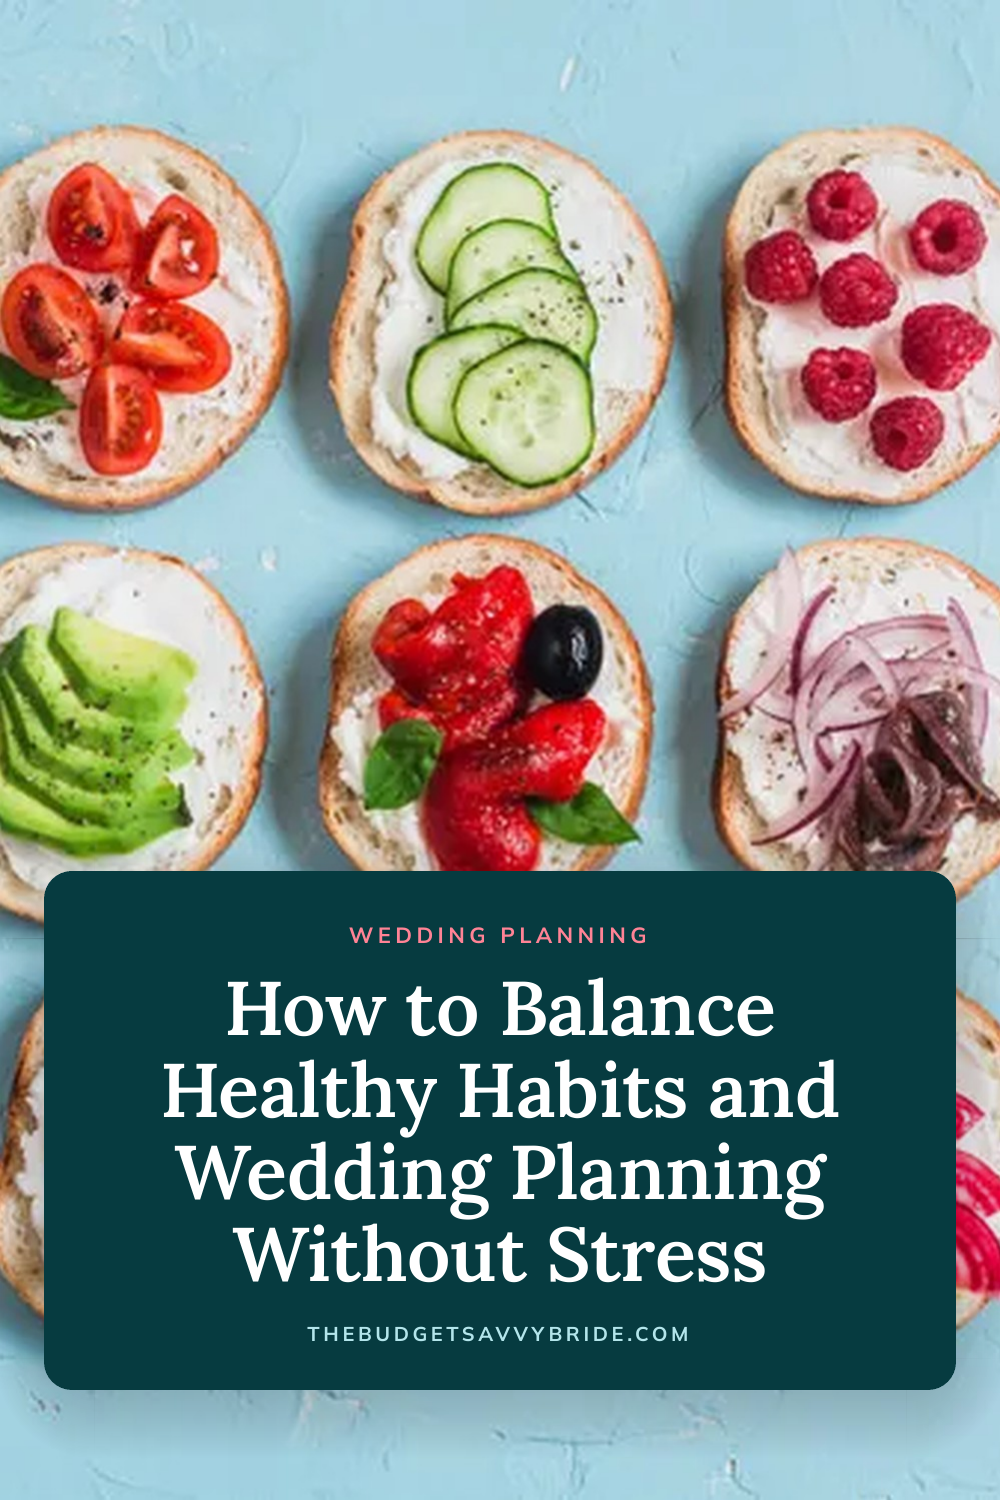 WEDDING PLANNING
How to Balance
Healthy Habits and
Wedding Planning
Without Stress
THEBUDGETSAVVYBRIDE.COM